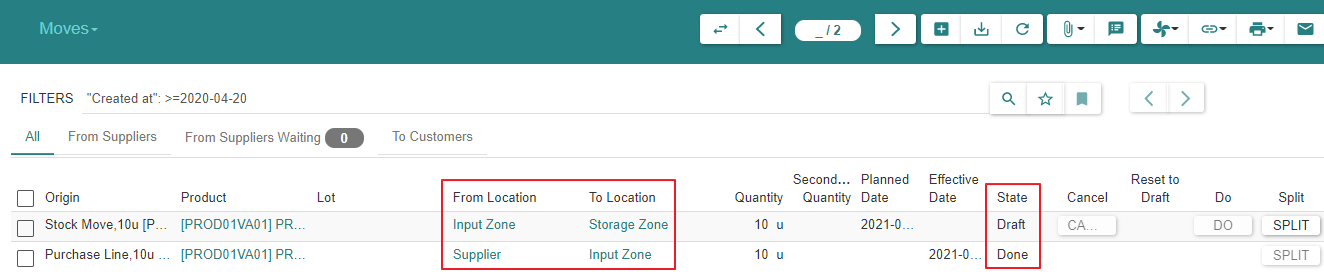 Moves
_ / 2
FILTERS "Created at": >=2020-04-20
All From Suppliers From Suppliers Waiting 0 To Customers
Origin Product Lot From Location To Location Quantity Second... Quantity Planned Date Effective Date State Cancel Reset to Draft Do Split
Stock Move,10u [P... [PROD01VA01] PR... Input Zone Storage Zone 10 u 2021-0... Draft CA... DO SPLIT
Purchase Line,10u ... [PROD01VA01] PR... Supplier Input Zone 10 u 2021-0... Done SPLIT